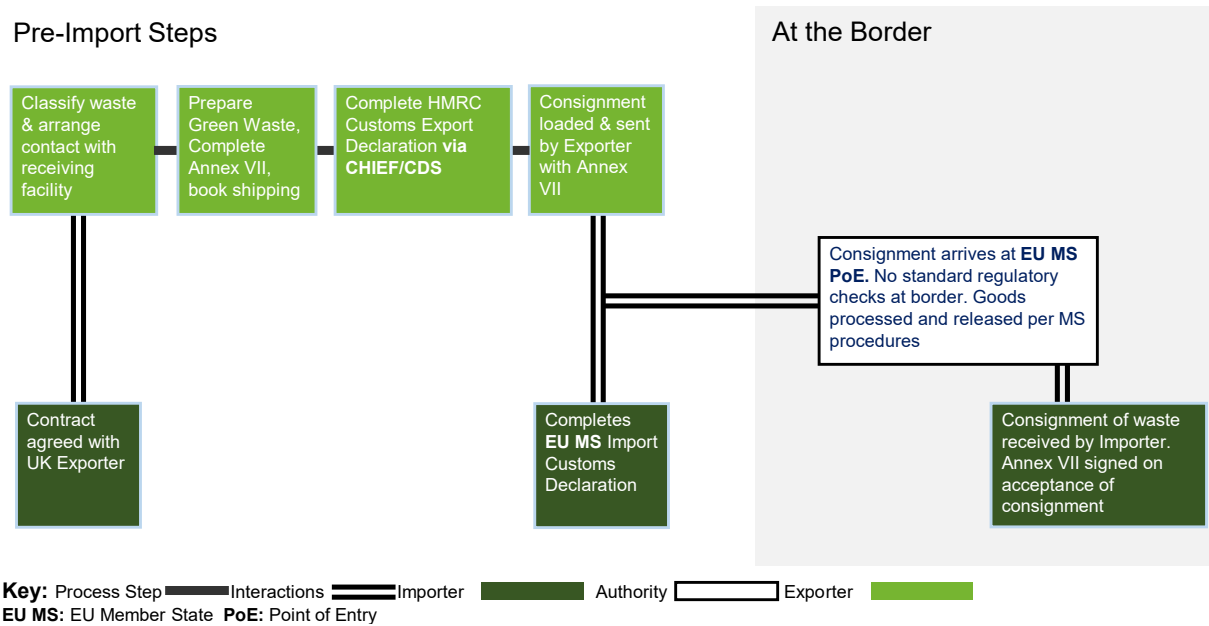 Pre-Import Steps
At the Border
Classify waste
& arrange
contact with
receiving
facility
Prepare
Green Waste,
Complete
Annex VII,
book shipping
Complete HMRC
Customs Export
Declaration via
CHIEF/CDS
Consignment
loaded & sent
by Exporter
with Annex
VII
Consignment arrives at EU MS
PoE. No standard regulatory
checks at border. Goods
processed and released per MS
procedures
Contract
agreed with
UK Exporter
Completes
EU MS Import
Customs
Declaration
Consignment of waste
received by Importer.
Annex VII signed on
acceptance of
consignment
Key: Process Step Interactions Importer Authority Exporter
EU MS: EU Member State PoE: Point of Entry